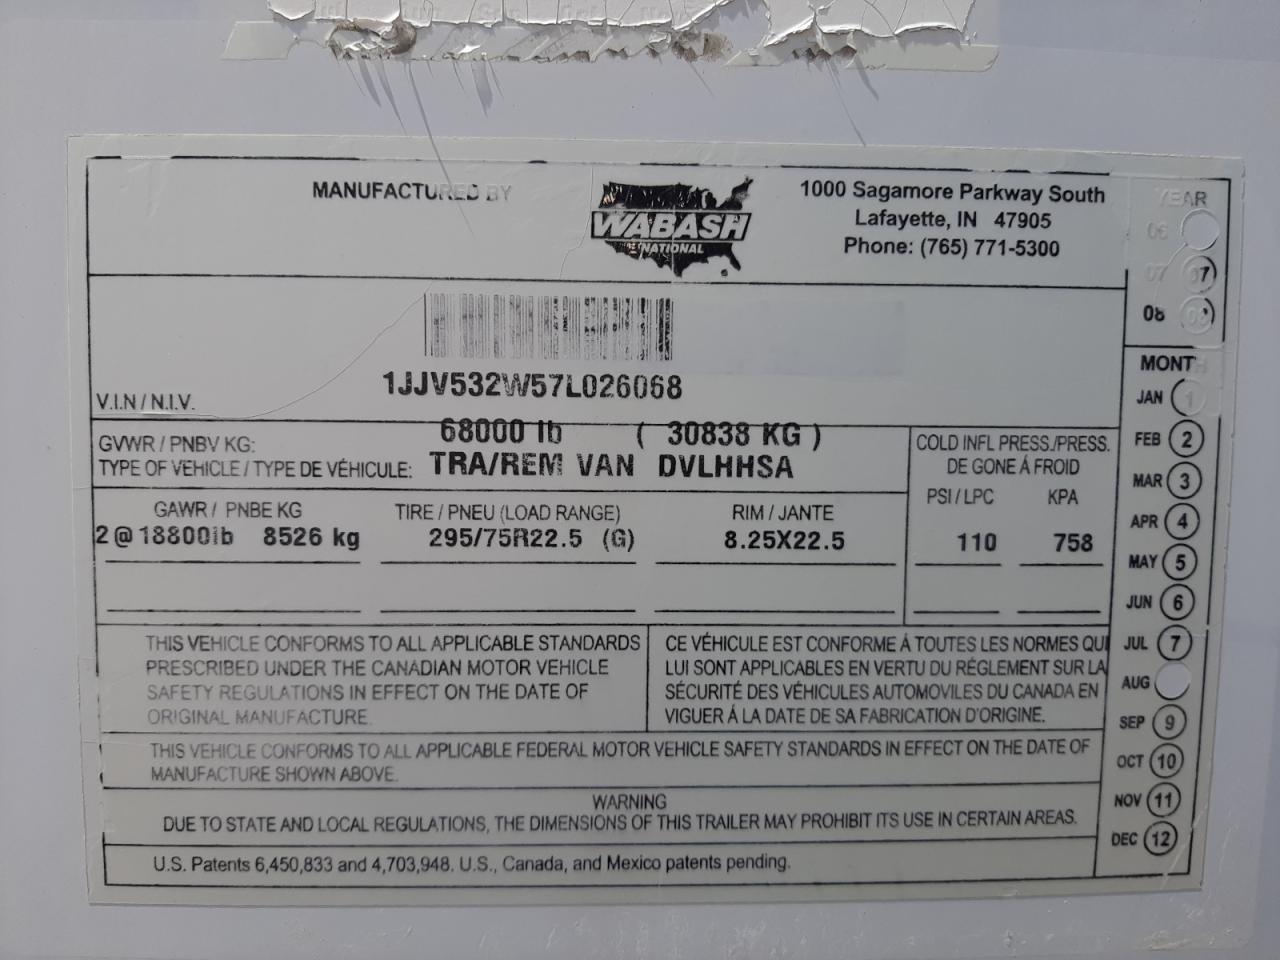 MANUFACTURED BY
WABASH
NATIONAL
1000 Sagamore Parkway South
Lafayette, IN 47905
Phone: (765) 771-5300
YEAR
06
07 07
08
1JJV532W57L026068
V.I.N / N.I.V.
GVWR / PNBV KG: 68000 lb ( 30838 KG )
TYPE OF VEHICLE / TYPE DE VÉHICULE: TRA/REM VAN DVLHHSA
COLD INFL PRESS./PRESS.
DE GONE Á FROID
PSI / LPC KPA
GAWR / PNBE KG TIRE / PNEU (LOAD RANGE) RIM / JANTE
2 @ 18800lb 8526 kg 295/75R22.5 (G) 8.25X22.5 110 758
MONTH
JAN 1
FEB 2
MAR 3
APR 4
MAY 5
JUN 6
JUL 7
AUG
SEP 9
OCT 10
NOV 11
DEC 12
THIS VEHICLE CONFORMS TO ALL APPLICABLE STANDARDS
PRESCRIBED UNDER THE CANADIAN MOTOR VEHICLE
SAFETY REGULATIONS IN EFFECT ON THE DATE OF
ORIGINAL MANUFACTURE.
CE VÉHICULE EST CONFORME Á TOUTES LES NORMES QUI
LUI SONT APPLICABLES EN VERTU DU RÉGLEMENT SUR LA
SÉCURITÉ DES VÉHICULES AUTOMOVILES DU CANADA EN
VIGUER Á LA DATE DE SA FABRICATION D'ORIGINE.
THIS VEHICLE CONFORMS TO ALL APPLICABLE FEDERAL MOTOR VEHICLE SAFETY STANDARDS IN EFFECT ON THE DATE OF
MANUFACTURE SHOWN ABOVE.
WARNING
DUE TO STATE AND LOCAL REGULATIONS, THE DIMENSIONS OF THIS TRAILER MAY PROHIBIT ITS USE IN CERTAIN AREAS.
U.S. Patents 6,450,833 and 4,703,948. U.S., Canada, and Mexico patents pending.